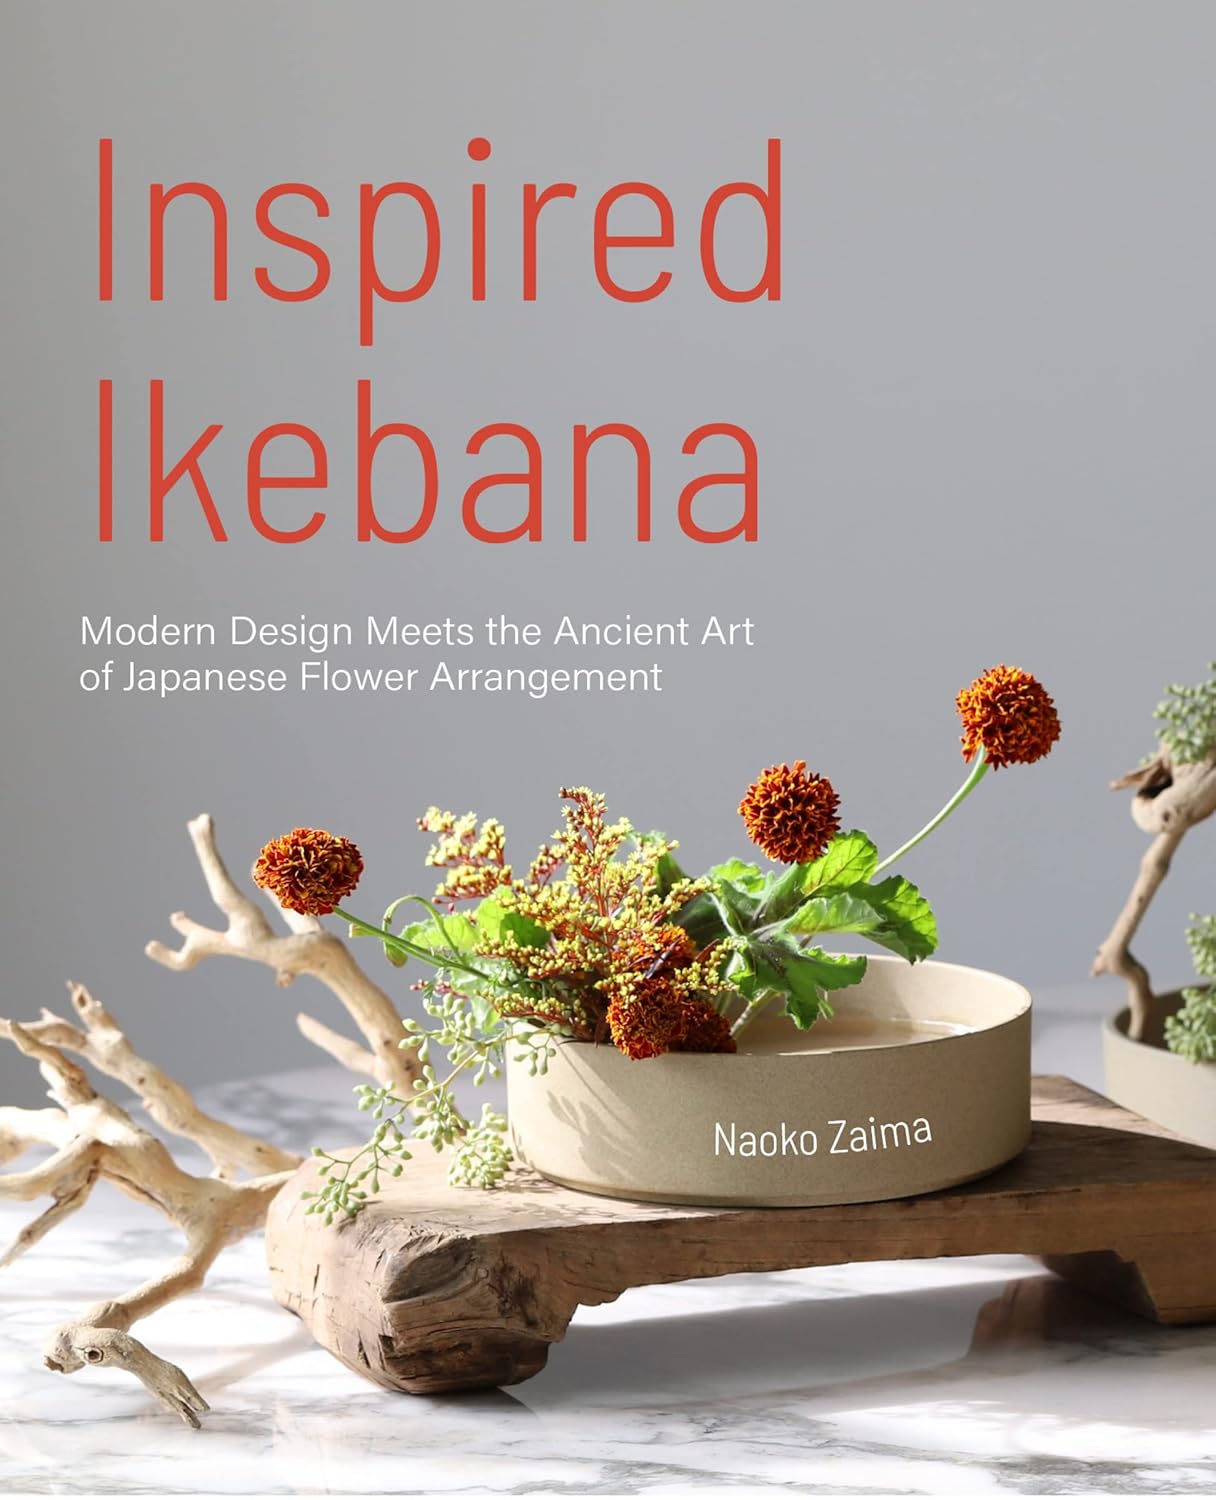 Inspired
Ikebana
Modern Design Meets the Ancient Art
of Japanese Flower Arrangement
Naoko Zaima